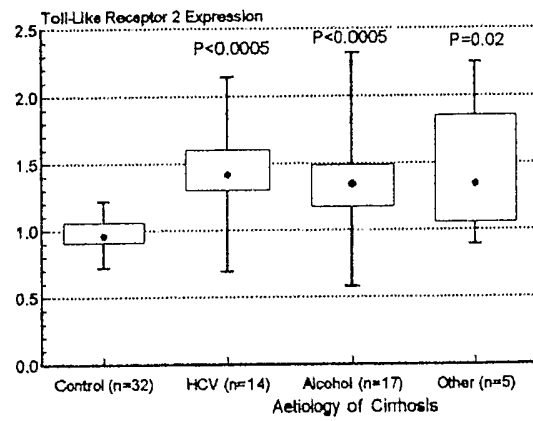 Toll-Like Receptor 2 Expression
2.5
P<0.0005 P<0.0005 P=0.02
2.0
1.5
1.0
0.5
0.0
Control (n=32) HCV (n=14) Alcohol (n=17) Other (n=5)
Aetiology of Cirrhosis